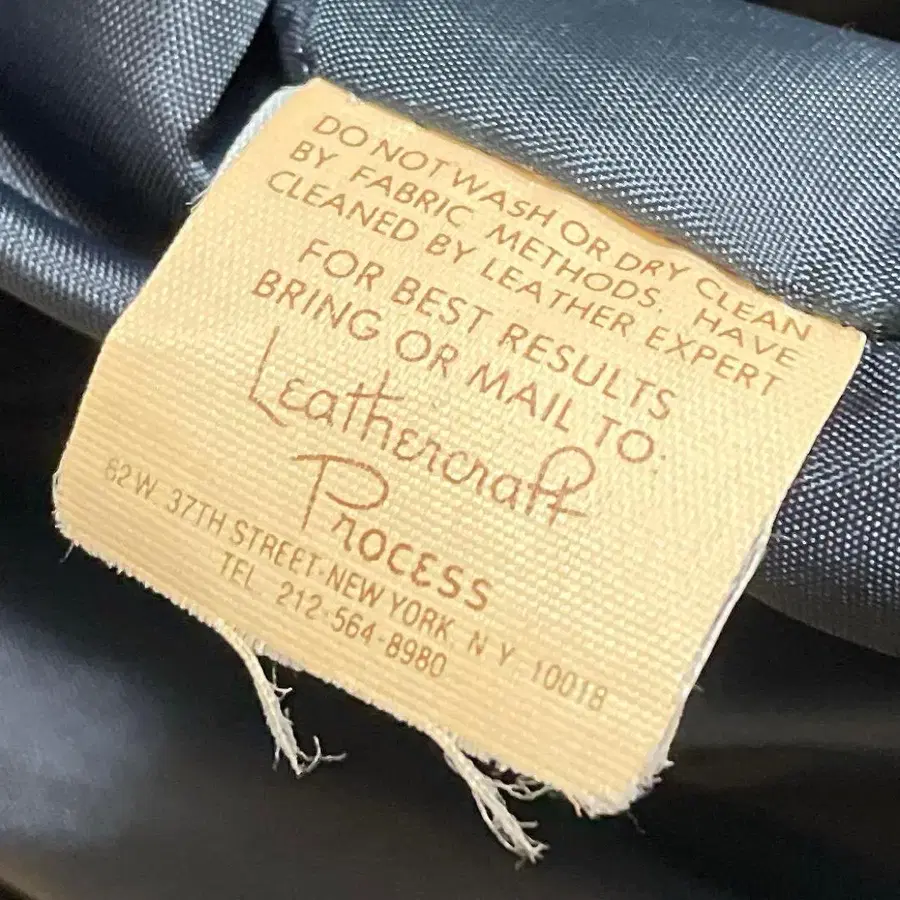 DO NOT WASH OR DRY CLEAN
BY FABRIC METHODS. HAVE
CLEANED BY LEATHER EXPERT
FOR BEST RESULTS
BRING OR MAIL TO:
Leathercraft
Process
62 W. 37TH STREET·NEW YORK, N.Y. 10018
TEL. 212-564-8980